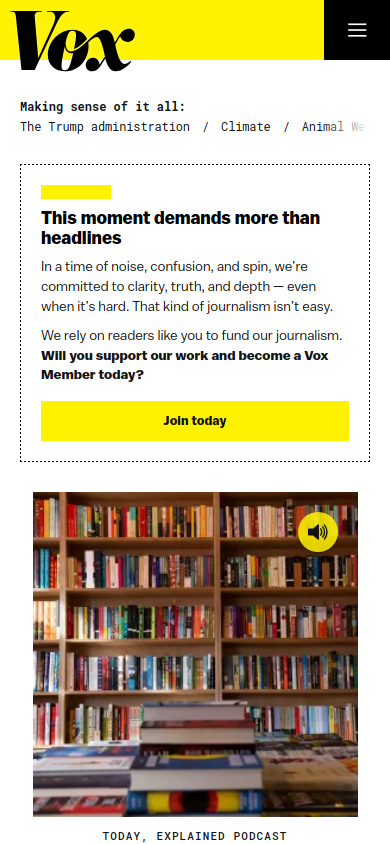 Vox
Making sense of it all:
The Trump administration / Climate / Animal We
This moment demands more than
headlines
In a time of noise, confusion, and spin, we're
committed to clarity, truth, and depth — even
when it's hard. That kind of journalism isn't easy.
We rely on readers like you to fund our journalism.
Will you support our work and become a Vox
Member today?
Join today
TODAY, EXPLAINED PODCAST